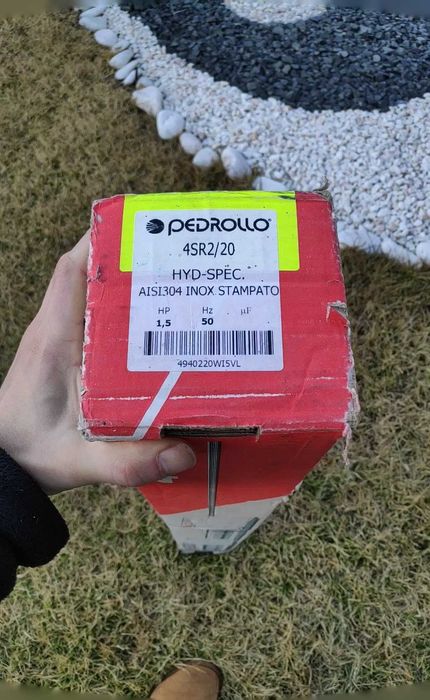 PEDROLLO
4SR2/20
HYD-SPEC.
AISI304 INOX STAMPATO
HP Hz µF
1,5 50
4940220WI5VL